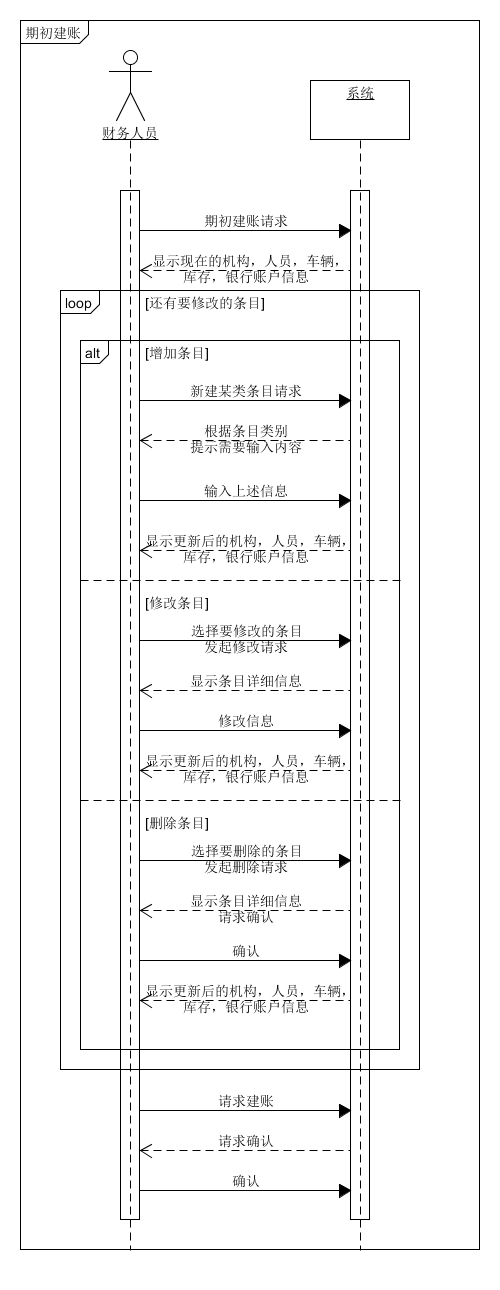 期初建账
系统
财务人员
期初建账请求
显示现在的机构，人员，车辆，
库存，银行账户信息
loop
[还有要修改的条目]
alt
[增加条目]
新建某类条目请求
根据条目类别
提示需要输入内容
输入上述信息
显示更新后的机构，人员，车辆，
库存，银行账户信息
[修改条目]
选择要修改的条目
发起修改请求
显示条目详细信息
修改信息
显示更新后的机构，人员，车辆，
库存，银行账户信息
[删除条目]
选择要删除的条目
发起删除请求
显示条目详细信息
请求确认
确认
显示更新后的机构，人员，车辆，
库存，银行账户信息
请求建账
请求确认
确认